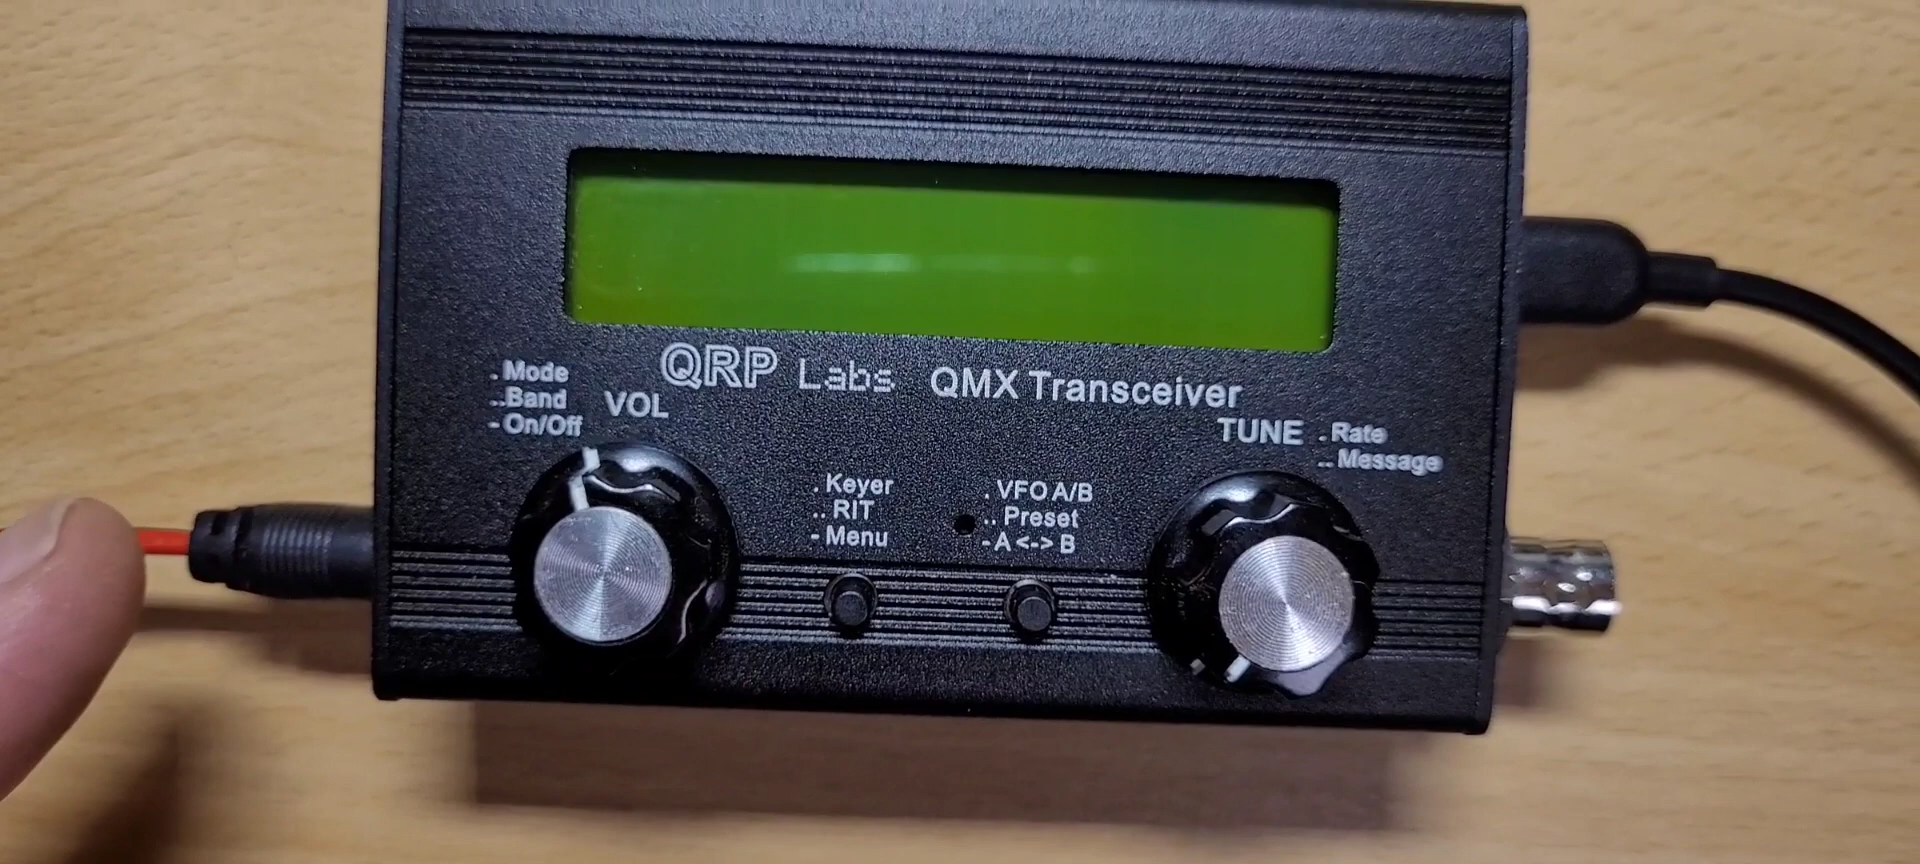 QRP Labs QMX Transceiver
. Mode
.. Band
- On/Off
VOL
TUNE
. Rate
.. Message
. Keyer
.. RIT
- Menu
. VFO A/B
.. Preset
- A <-> B